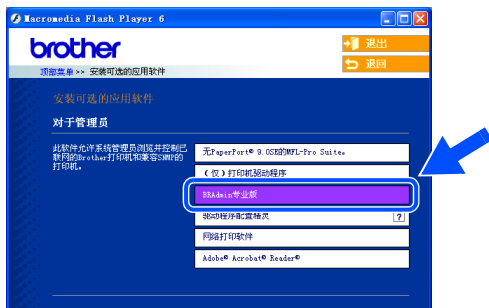 Macromedia Flash Player 6
brother
退出
顶部菜单>> 安装可选的应用软件
返回
安装可选的应用软件
对于管理员
此软件允许系统管理员浏览并控制已
联网的Brother打印机和兼容SNMP的
打印机。
无PaperPort® 9.0SE的MFL-Pro Suite。
(仅)打印机驱动程序
BRAdmin专业版
驱动程序配置精灵
?
网络打印软件
Adobe® Acrobat® Reader®